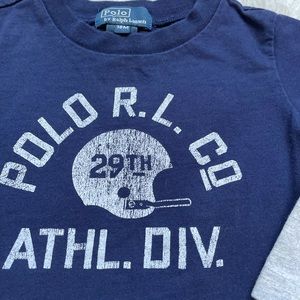 Polo
BY Ralph Lauren
POLO R.L. Co
29TH
ATHL. DIV.